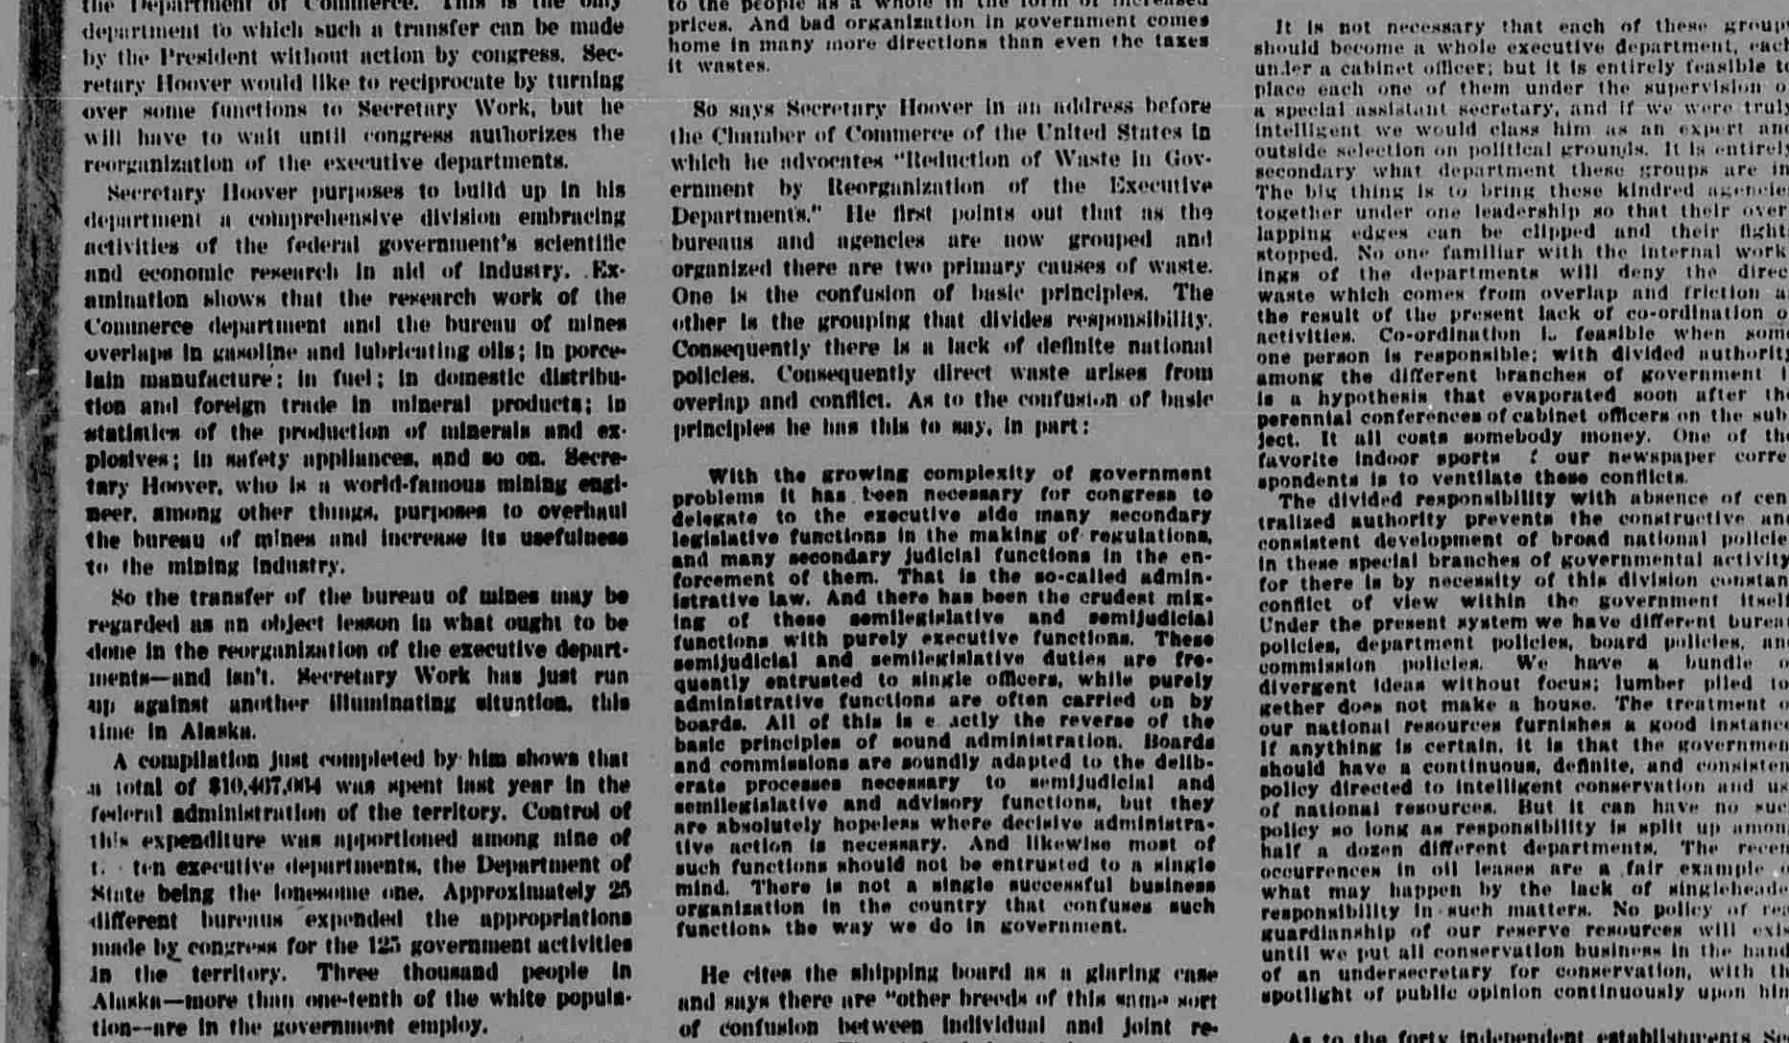 the Department of Commerce. This is the only
department to which such a transfer can be made
by the President without action by congress. Sec-
retary Hoover would like to reciprocate by turning
over some functions to Secretary Work, but he
will have to wait until congress authorizes the
reorganization of the executive departments.
Secretary Hoover purposes to build up in his
department a comprehensive division embracing
activities of the federal government's scientific
and economic research in aid of industry. Ex-
amination shows that the research work of the
Commerce department and the bureau of mines
overlaps in gasoline and lubricating oils; in porce-
lain manufacture; in fuel; in domestic distribu-
tion and foreign trade in mineral products; in
statistics of the production of minerals and ex-
plosives; in safety appliances, and so on. Secre-
tary Hoover, who is a world-famous mining engi-
neer, among other things, purposes to overhaul
the bureau of mines and increase its usefulness
to the mining industry.
So the transfer of the bureau of mines may be
regarded as an object lesson in what ought to be
done in the reorganization of the executive depart-
ments—and isn't. Secretary Work has just run
up against another illuminating situation, this
time in Alaska.
A compilation just completed by him shows that
a total of $10,407,004 was spent last year in the
federal administration of the territory. Control of
this expenditure was apportioned among nine of
t ten executive departments, the Department of
State being the lonesome one. Approximately 25
different bureaus expended the appropriations
made by congress for the 125 government activities
in the territory. Three thousand people in
Alaska—more than one-tenth of the white popula-
tion—are in the government employ.
to the people as a whole in the form of increased
prices. And bad organization in government comes
home in many more directions than even the taxes
it wastes.
So says Secretary Hoover in an address before
the Chamber of Commerce of the United States in
which he advocates "Reduction of Waste in Gov-
ernment by Reorganization of the Executive
Departments." He first points out that as the
bureaus and agencies are now grouped and
organized there are two primary causes of waste.
One is the confusion of basic principles. The
other is the grouping that divides responsibility.
Consequently there is a lack of definite national
policies. Consequently direct waste arises from
overlap and conflict. As to the confusion of basic
principles he has this to say, in part:
With the growing complexity of government
problems it has been necessary for congress to
delegate to the executive side many secondary
legislative functions in the making of regulations,
and many secondary judicial functions in the en-
forcement of them. That is the so-called admin-
istrative law. And there has been the crudest mix-
ing of these semilegislative and semijudicial
functions with purely executive functions. These
semijudicial and semilegislative duties are fre-
quently entrusted to single officers, while purely
administrative functions are often carried on by
boards. All of this is e actly the reverse of the
basic principles of sound administration. Boards
and commissions are soundly adapted to the delib-
erate processes necessary to semijudicial and
semilegislative and advisory functions, but they
are absolutely hopeless where decisive administra-
tive action is necessary. And likewise most of
such functions should not be entrusted to a single
mind. There is not a single successful business
organization in the country that confuses such
functions the way we do in government.
He cites the shipping board as a glaring case
and says there are "other breeds of this same sort
of confusion between individual and joint re-
It is not necessary that each of these group
should become a whole executive department, each
under a cabinet officer; but it is entirely feasible to
place each one of them under the supervision o
a special assistant secretary, and if we were truly
intelligent we would class him as an expert and
outside selection on political grounds. It is entirely
secondary what department these groups are in
The big thing is to bring these kindred agencies
together under one leadership so that their over
lapping edges can be clipped and their fights
stopped. No one familiar with the internal work
ings of the departments will deny the direc
waste which comes from overlap and friction as
the result of the present lack of co-ordination o
activities. Co-ordination i. feasible when some
one person is responsible; with divided authority
among the different branches of government i
is a hypothesis that evaporated soon after the
perennial conferences of cabinet officers on the sub
ject. It all costs somebody money. One of the
favorite indoor sports f our newspaper corre
spondents is to ventilate these conflicts.
The divided responsibility with absence of cen
tralized authority prevents the constructive and
consistent development of broad national policies
in these special branches of governmental activity
for there is by necessity of this division constan
conflict of view within the government itself
Under the present system we have different bureau
policies, department policies, board policies, and
commission policies. We have a bundle o
divergent ideas without focus; lumber piled to
gether does not make a house. The treatment o
our national resources furnishes a good instance
If anything is certain, it is that the governmen
should have a continuous, definite, and consisten
policy directed to intelligent conservation and us
of national resources. But it can have no suc
policy so long as responsibility is split up amon
half a dozen different departments. The recen
occurrences in oil leases are a fair example o
what may happen by the lack of singleheade
responsibility in such matters. No policy of rea
guardianship of our reserve resources will exis
until we put all conservation business in the hand
of an undersecretary for conservation, with th
spotlight of public opinion continuously upon him
As to the forty independent establishments Se